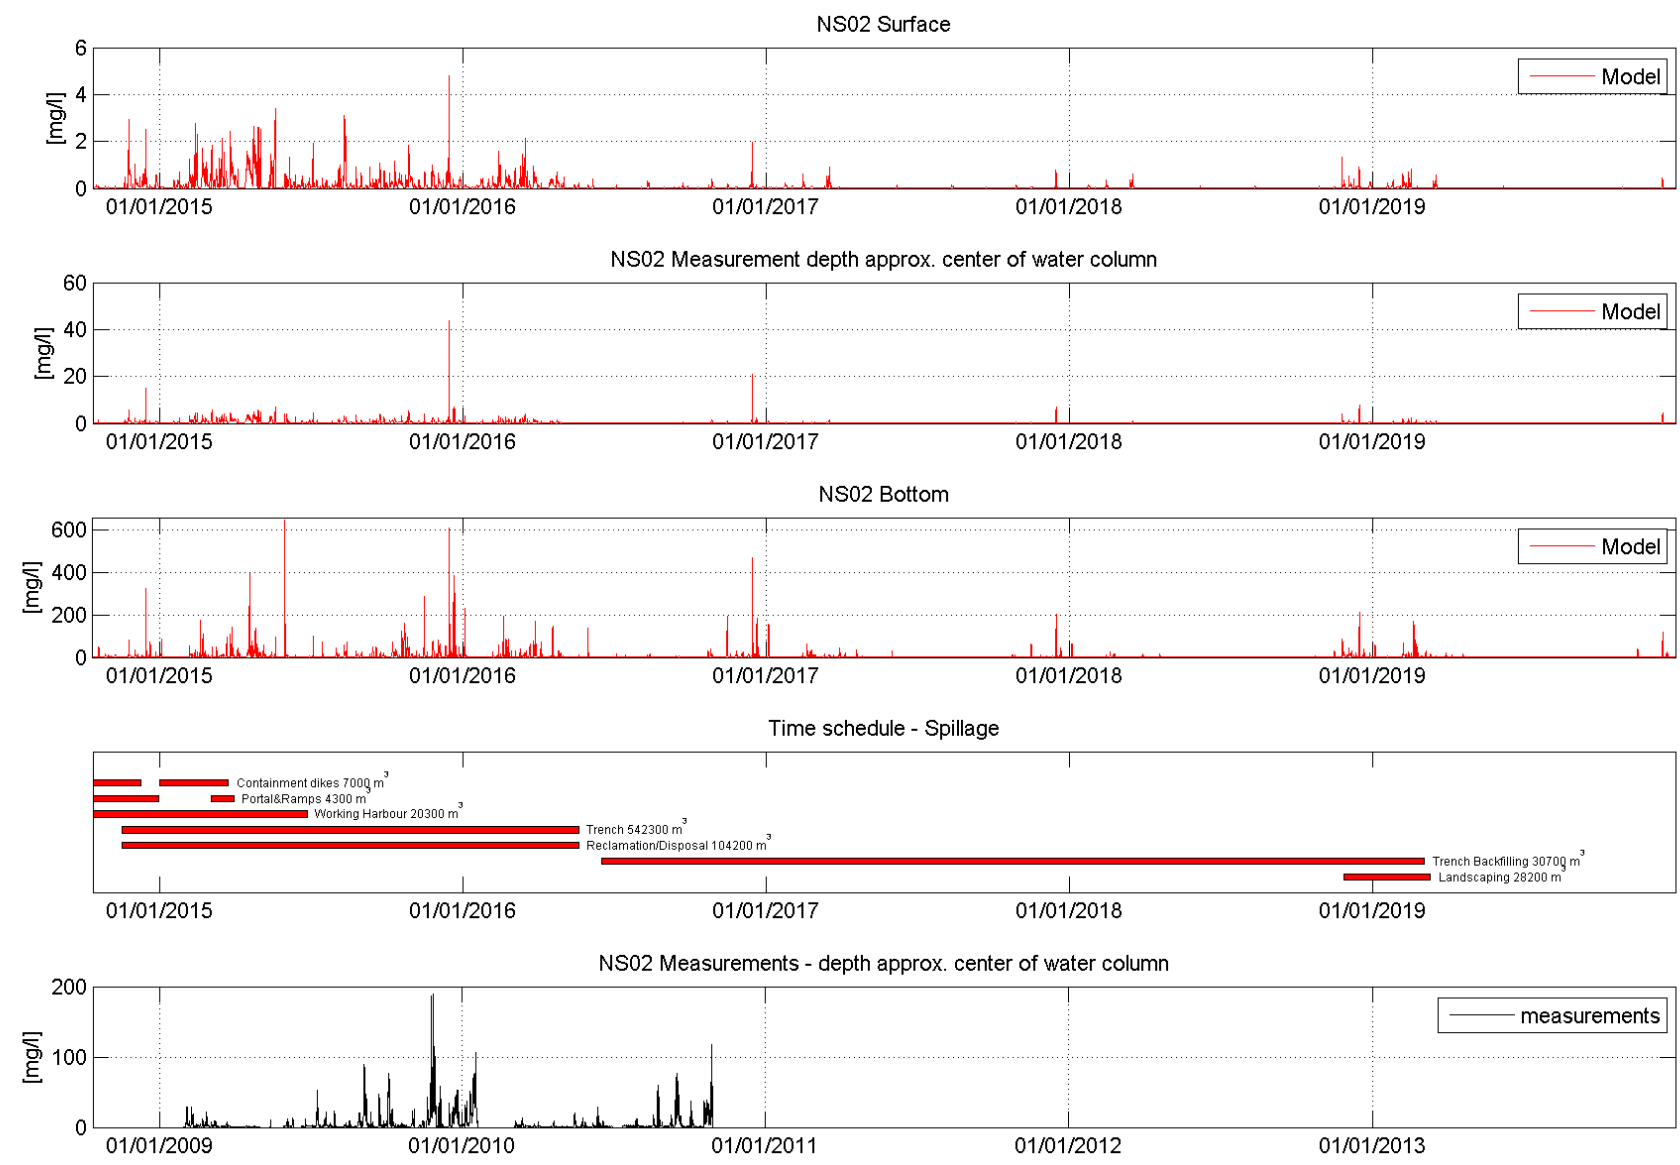 NS02 Surface
6
4
2
0
[mg/l]
Model
01/01/2015 01/01/2016 01/01/2017 01/01/2018 01/01/2019
NS02 Measurement depth approx. center of water column
60
40
20
0
[mg/l]
Model
01/01/2015 01/01/2016 01/01/2017 01/01/2018 01/01/2019
NS02 Bottom
600
400
200
0
[mg/l]
Model
01/01/2015 01/01/2016 01/01/2017 01/01/2018 01/01/2019
Time schedule - Spillage
Containment dikes 7000 m³
Portal&Ramps 4300 m³
Working Harbour 20300 m³
Trench 542300 m³
Reclamation/Disposal 104200 m³
Trench Backfilling 30700 m³
Landscaping 28200 m³
01/01/2015 01/01/2016 01/01/2017 01/01/2018 01/01/2019
NS02 Measurements - depth approx. center of water column
200
100
0
[mg/l]
measurements
01/01/2009 01/01/2010 01/01/2011 01/01/2012 01/01/2013